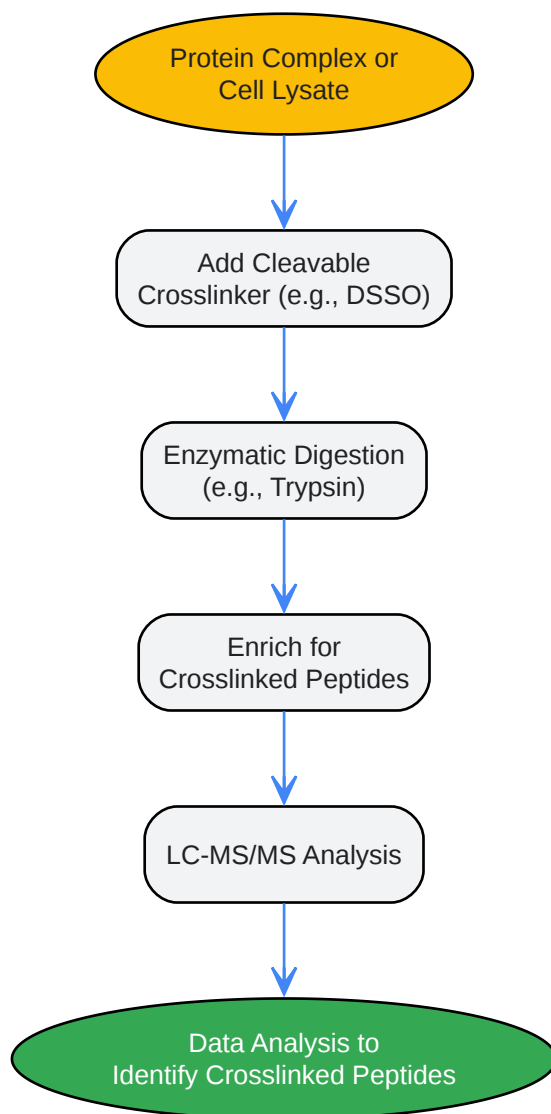 Protein Complex or
Cell Lysate
Add Cleavable
Crosslinker (e.g., DSSO)
Enzymatic Digestion
(e.g., Trypsin)
Enrich for
Crosslinked Peptides
LC-MS/MS Analysis
Data Analysis to
Identify Crosslinked Peptides